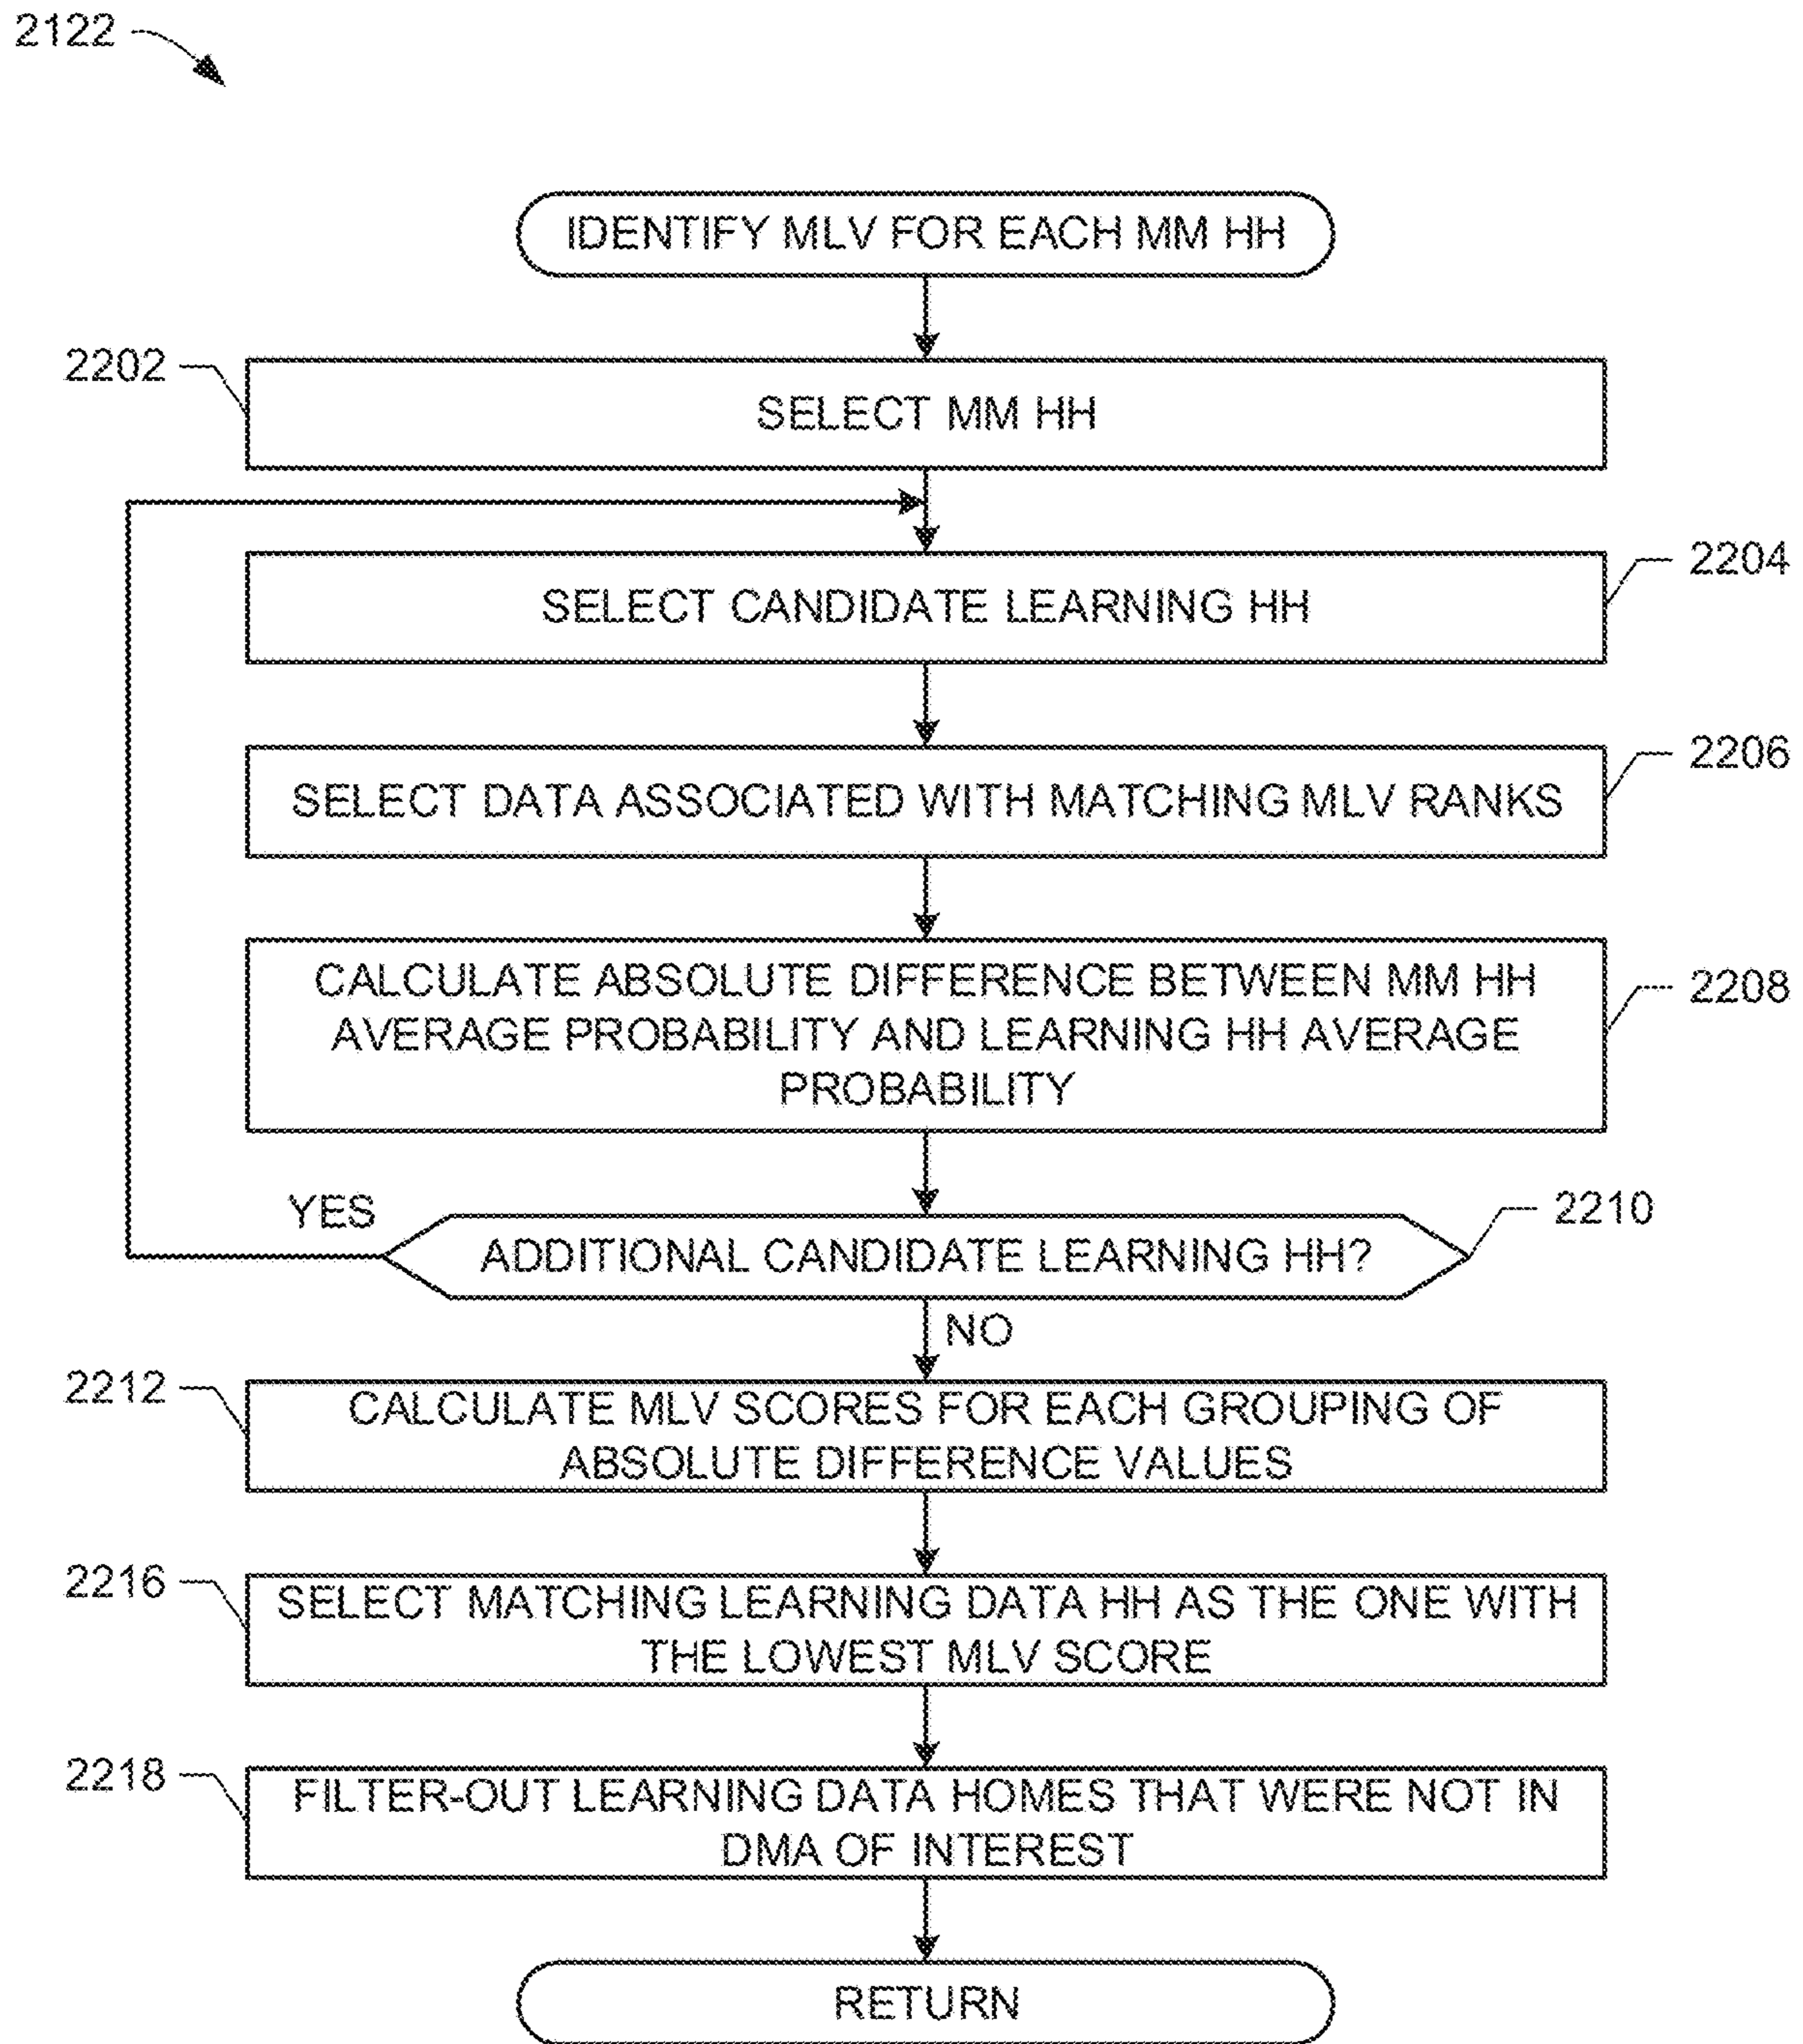 2122
IDENTIFY MLV FOR EACH MM HH
2202
SELECT MM HH
2204
SELECT CANDIDATE LEARNING HH
2206
SELECT DATA ASSOCIATED WITH MATCHING MLV RANKS
2208
CALCULATE ABSOLUTE DIFFERENCE BETWEEN MM HH
AVERAGE PROBABILITY AND LEARNING HH AVERAGE
PROBABILITY
YES
2210
ADDITIONAL CANDIDATE LEARNING HH?
NO
2212
CALCULATE MLV SCORES FOR EACH GROUPING OF
ABSOLUTE DIFFERENCE VALUES
2216
SELECT MATCHING LEARNING DATA HH AS THE ONE WITH
THE LOWEST MLV SCORE
2218
FILTER-OUT LEARNING DATA HOMES THAT WERE NOT IN
DMA OF INTEREST
RETURN